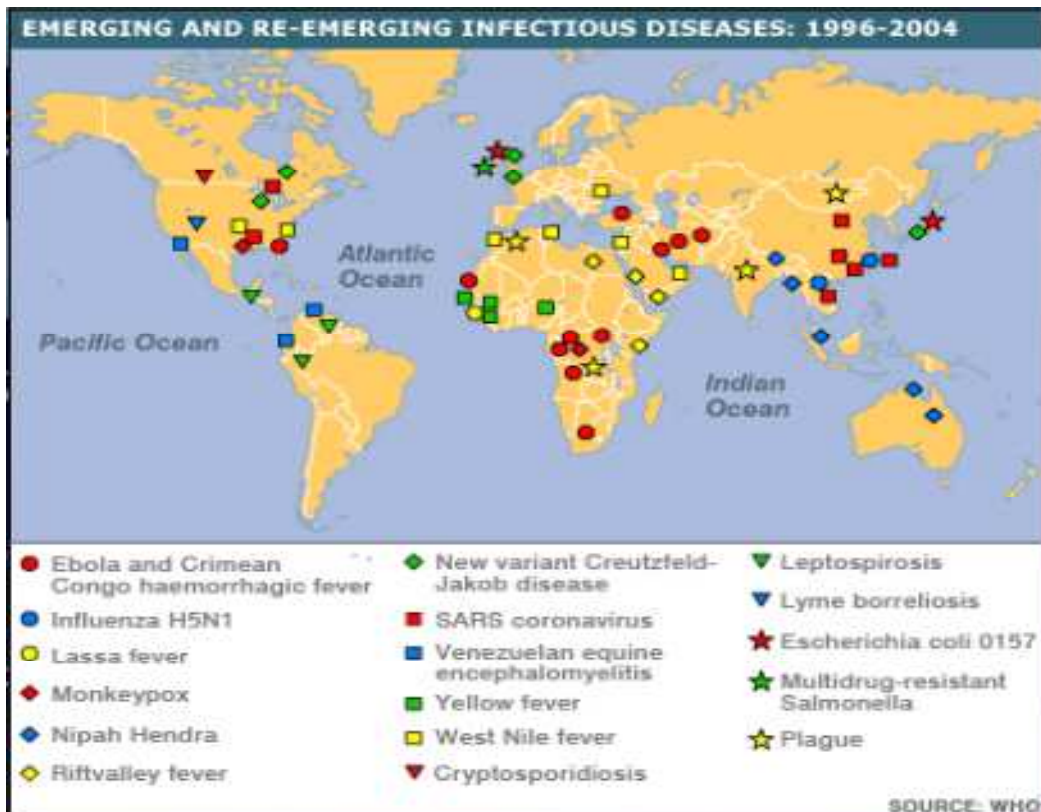 EMERGING AND RE-EMERGING INFECTIOUS DISEASES: 1996-2004
Atlantic
Ocean
Pacific Ocean
Indian
Ocean
Ebola and Crimean
Congo haemorrhagic fever
Influenza H5N1
Lassa fever
Monkeypox
Nipah Hendra
Riftvalley fever
New variant Creutzfeld-
Jakob disease
SARS coronavirus
Venezuelan equine
encephalomyelitis
Yellow fever
West Nile fever
Cryptosporidiosis
Leptospirosis
Lyme borreliosis
Escherichia coli 0157
Multidrug-resistant
Salmonella
Plague
SOURCE: WHO